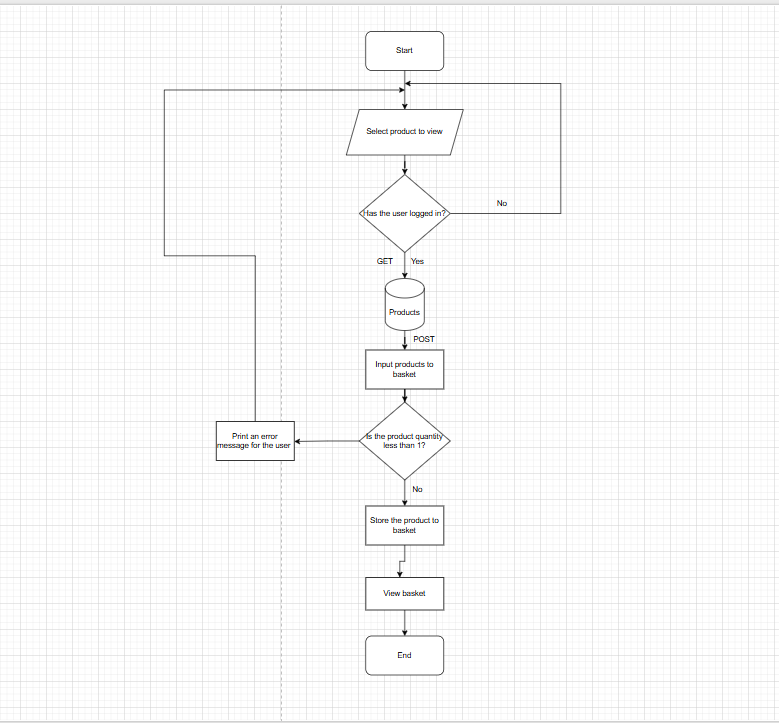 Start
Select product to view
Has the user logged in?
No
GET
Yes
Products
POST
Input products to
basket
Is the product quantity
less than 1?
Print an error
message for the user
No
Store the product to
basket
View basket
End